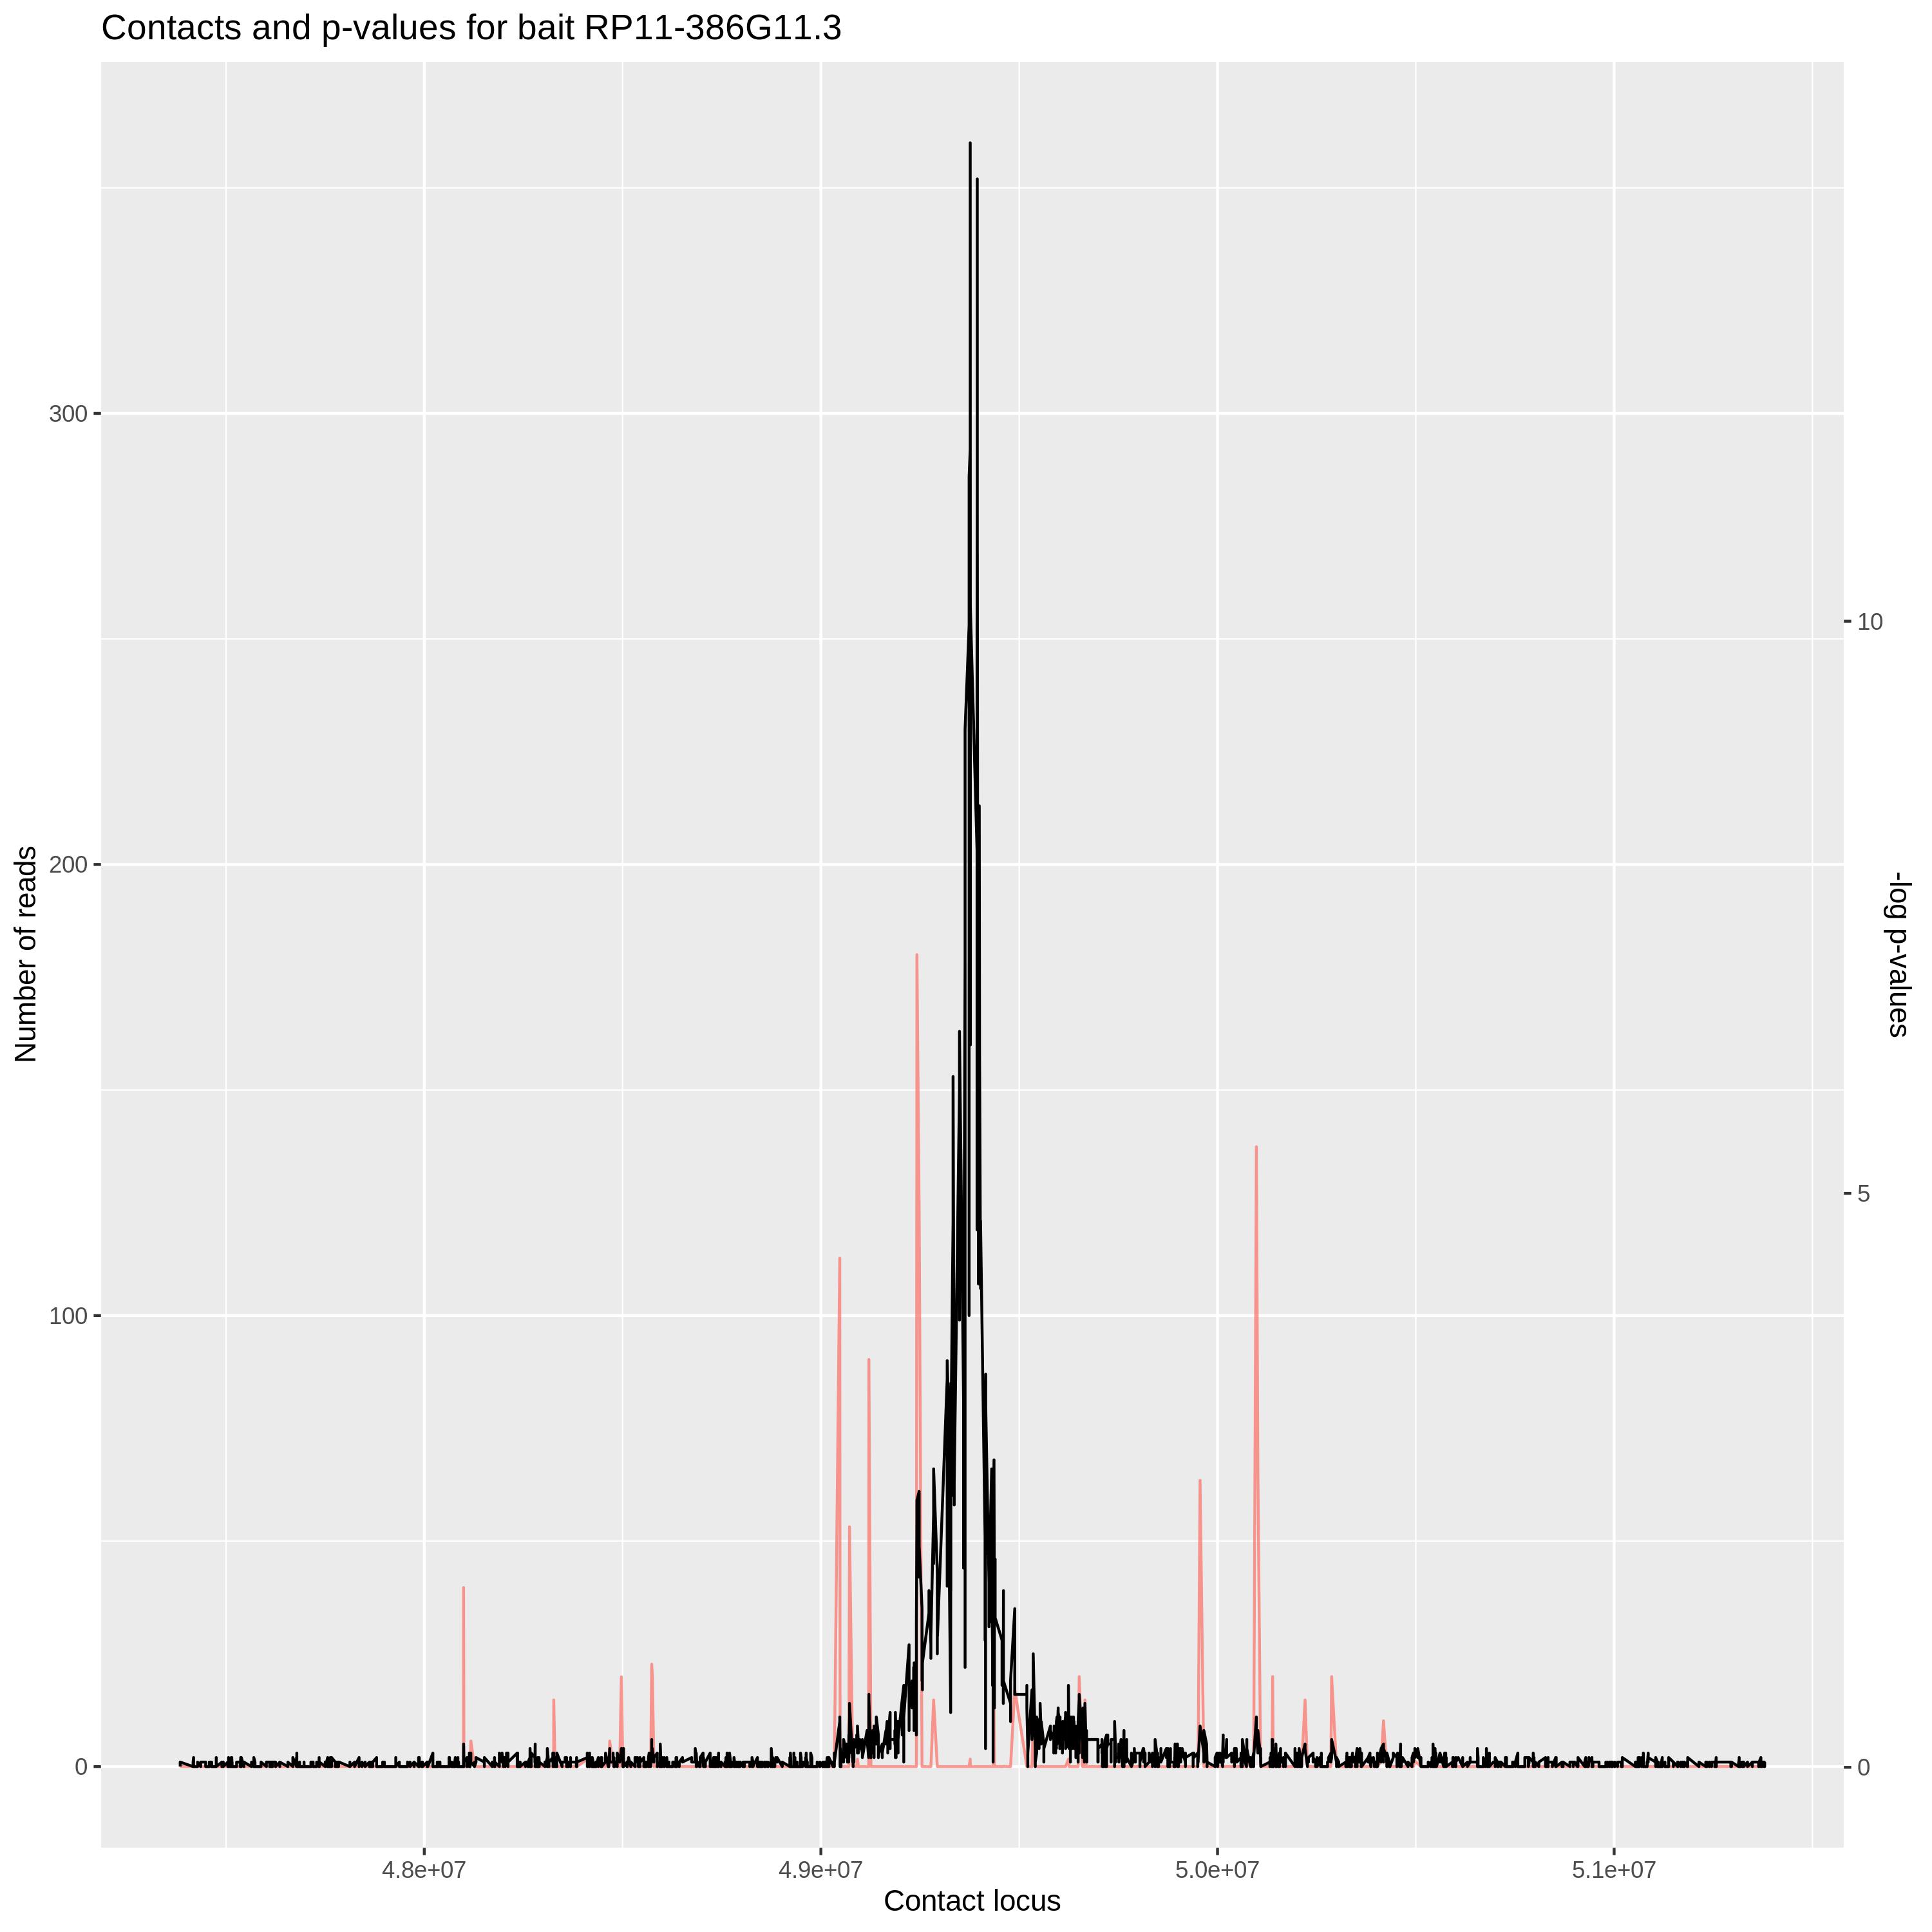 Contacts and p-values for bait RP11-386G11.3
300
200
100
0
Number of reads
10
5
0
-log p-values
4.8e+07
4.9e+07
5.0e+07
5.1e+07
Contact locus